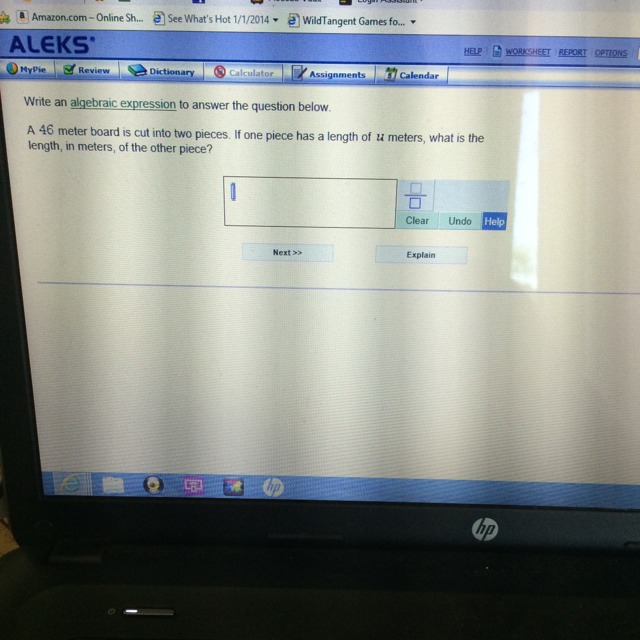 Amazon.com – Online Sh... See What's Hot 1/1/2014 WildTangent Games fo...
ALEKS
HELP WORKSHEET REPORT OPTIONS
MyPie Review Dictionary Calculator Assignments Calendar
Write an algebraic expression to answer the question below.
A 46 meter board is cut into two pieces. If one piece has a length of u meters, what is the
length, in meters, of the other piece?
Clear Undo Help
Next >> Explain
hp
hp